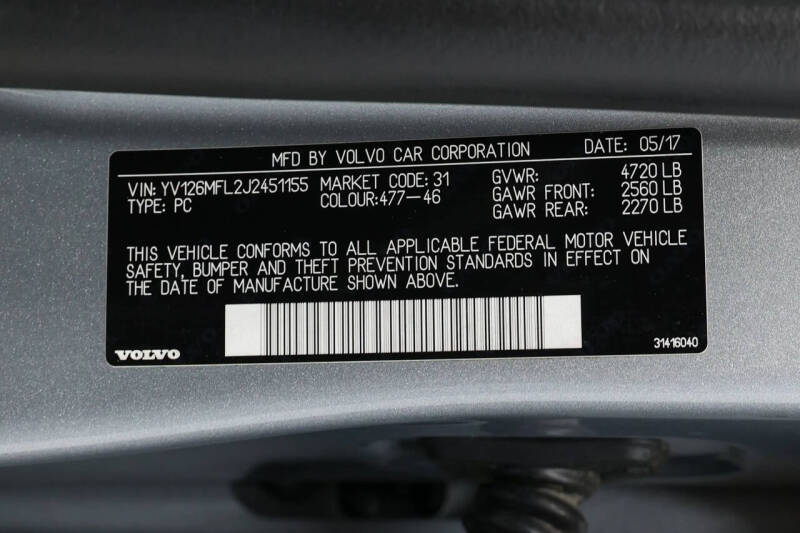 MFD BY VOLVO CAR CORPORATION DATE: 05/17
VIN: YV126MFL2J2451155 MARKET CODE: 31 GVWR: 4720 LB
TYPE: PC COLOUR:477-46 GAWR FRONT: 2560 LB
GAWR REAR: 2270 LB
THIS VEHICLE CONFORMS TO ALL APPLICABLE FEDERAL MOTOR VEHICLE
SAFETY, BUMPER AND THEFT PREVENTION STANDARDS IN EFFECT ON
THE DATE OF MANUFACTURE SHOWN ABOVE.
VOLVO 31416040